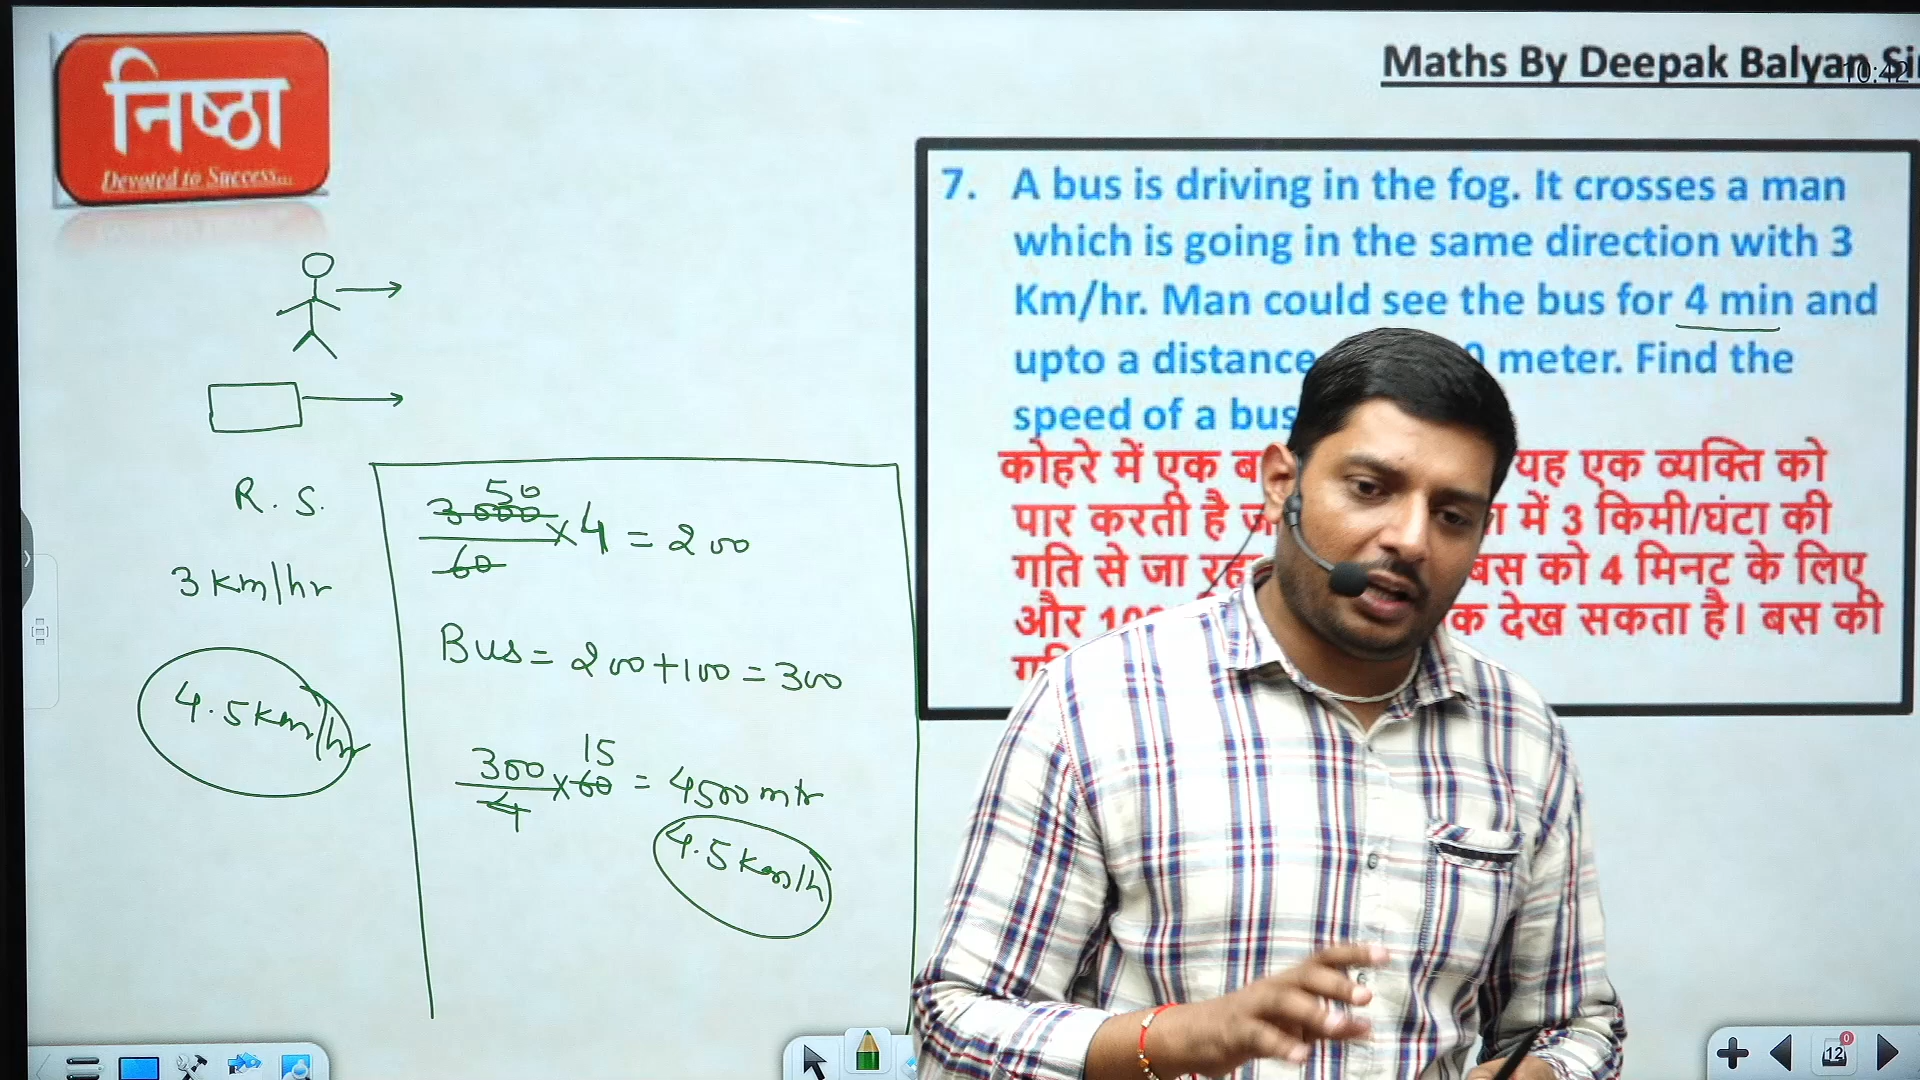 निष्ठा
Devoted to Success...
Maths By Deepak Balyan Si
10:42
7. A bus is driving in the fog. It crosses a man
which is going in the same direction with 3
Km/hr. Man could see the bus for 4 min and
upto a distance 0 meter. Find the
speed of a bus
कोहरे में एक यह एक व्यक्ति को
पार करती है में 3 किमी/घंटा की
गति से जा बस को 4 मिनट के लिए
और देख सकता है। बस की
R. S.
3 km/hr
4.5 km/hr
50
3000 x 4 = 200
60
Bus = 200 + 100 = 300
15
300 x 60 = 4500 mtr
4
4.5 km/h
12
0